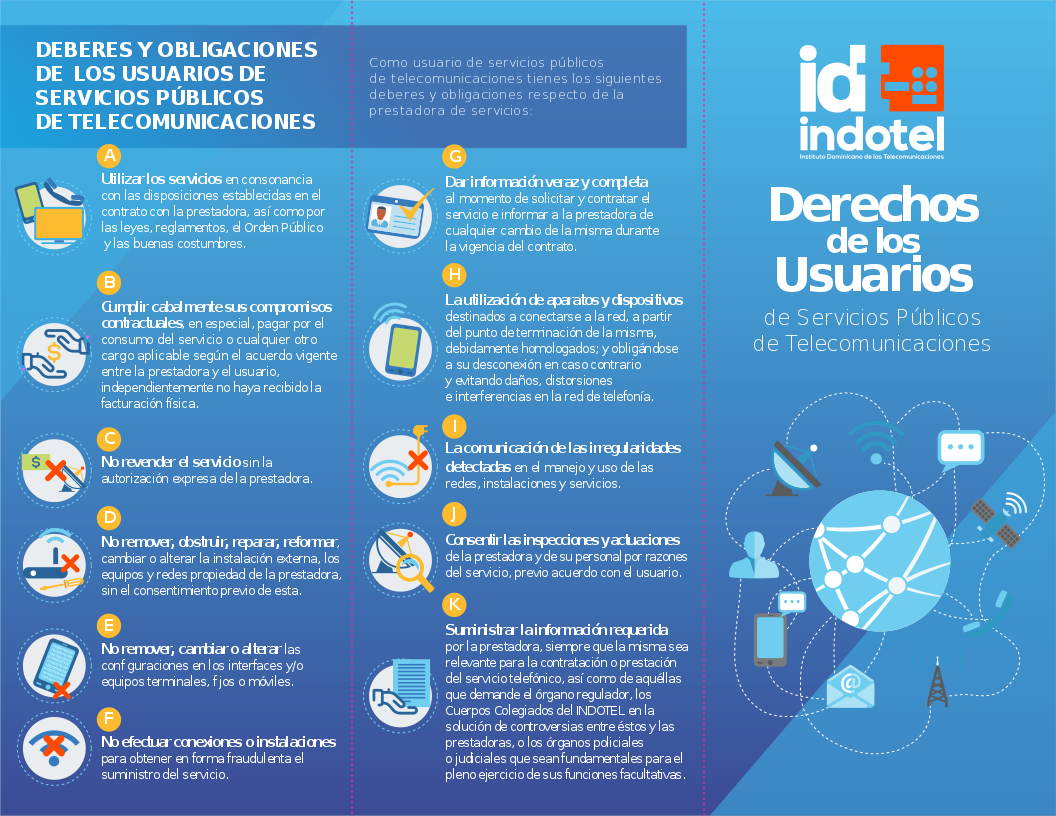 DEBERES Y OBLIGACIONES
DE LOS USUARIOS DE
SERVICIOS PÚBLICOS
DE TELECOMUNICACIONES
Como usuario de servicios públicos
de telecomunicaciones tienes los siguientes
deberes y obligaciones respecto de la
prestadora de servicios:
A
Utilizar los servicios en consonancia
con las disposiciones establecidas en el
contrato con la prestadora, así como por
las leyes, reglamentos, el Orden Público
y las buenas costumbres.
B
Cumplir cabalmente sus compromisos
contractuales, en especial, pagar por el
consumo del servicio o cualquier otro
cargo aplicable según el acuerdo vigente
entre la prestadora y el usuario,
independientemente no haya recibido la
facturación física.
$
C
No revender el servicio sin la
autorización expresa de la prestadora.
$
D
No remover, obstruir, reparar, reformar,
cambiar o alterar la instalación externa, los
equipos y redes propiedad de la prestadora,
sin el consentimiento previo de esta.
E
No remover, cambiar o alterar las
conf guraciones en los interfaces y/o
equipos terminales, f jos o móviles.
F
No efectuar conexiones o instalaciones
para obtener en forma fraudulenta el
suministro del servicio.
G
Dar información veraz y completa
al momento de solicitar y contratar el
servicio e informar a la prestadora de
cualquier cambio de la misma durante
la vigencia del contrato.
H
La utilización de aparatos y dispositivos
destinados a conectarse a la red, a partir
del punto de terminación de la misma,
debidamente homologados; y obligándose
a su desconexión en caso contrario
y evitando daños, distorsiones
e interferencias en la red de telefonía.
I
La comunicación de las irregularidades
detectadas en el manejo y uso de las
redes, instalaciones y servicios.
J
Consentir las inspecciones y actuaciones
de la prestadora y de su personal por razones
del servicio, previo acuerdo con el usuario.
K
Suministrar la información requerida
por la prestadora, siempre que la misma sea
relevante para la contratación o prestación
del servicio telefónico, así como de aquéllas
que demande el órgano regulador, los
Cuerpos Colegiados del INDOTEL en la
solución de controversias entre éstos y las
prestadoras, o los órganos policiales
o judiciales que sean fundamentales para el
pleno ejercicio de sus funciones facultativas.
id
indotel
Instituto Dominicano de las Telecomunicaciones
Derechos
de los
Usuarios
de Servicios Públicos
de Telecomunicaciones
@